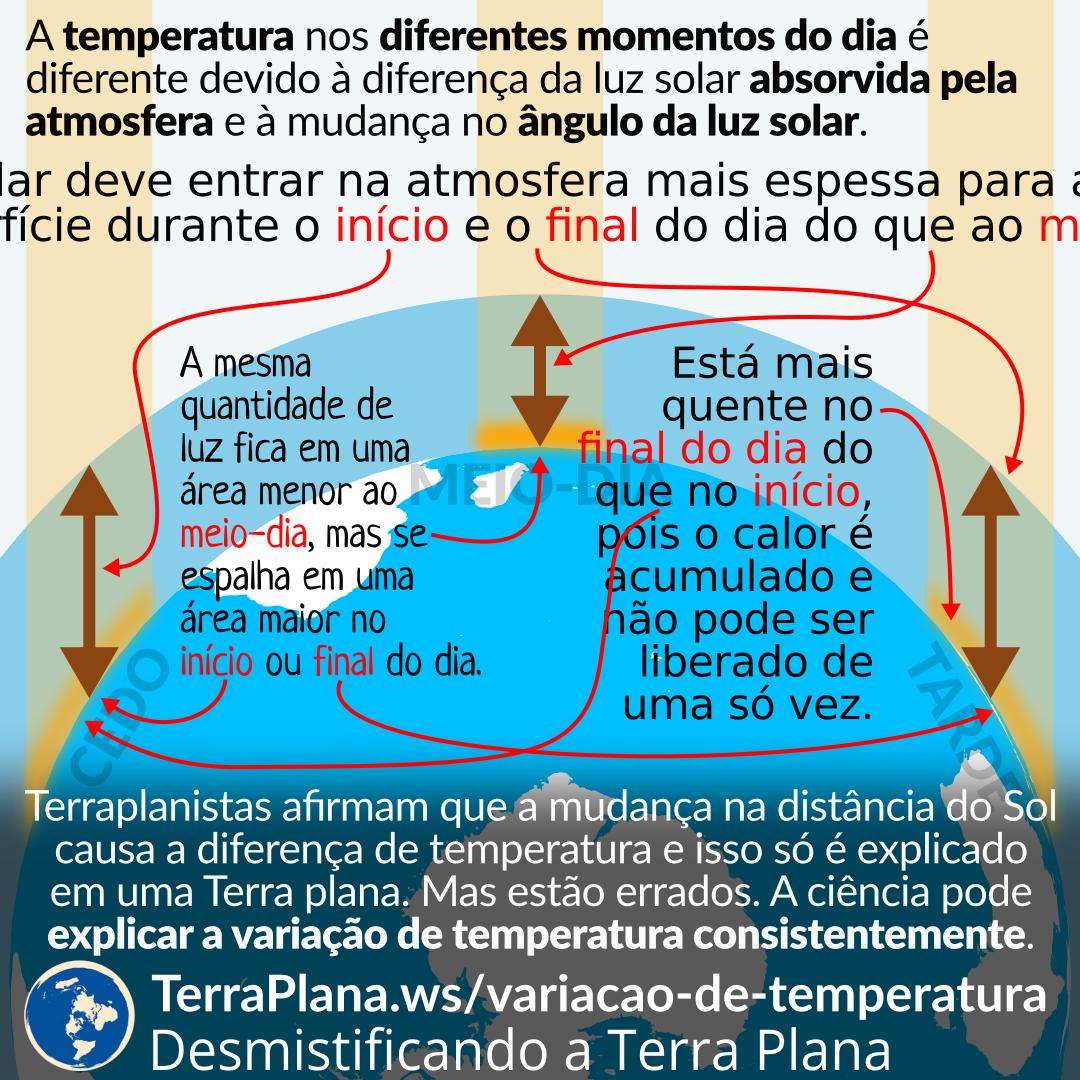 A temperatura nos diferentes momentos do dia é
diferente devido à diferença da luz solar absorvida pela
atmosfera e à mudança no ângulo da luz solar.
lar deve entrar na atmosfera mais espessa para a
fície durante o início e o final do dia do que ao m
A mesma
quantidade de
luz fica em uma
área menor ao
meio-dia, mas se
espalha em uma
área maior no
início ou final do dia.
MEIO-DIA
Está mais
quente no
final do dia do
que no início,
pois o calor é
acumulado e
não pode ser
liberado de
uma só vez.
CEDO
TARDE
Terraplanistas afirmam que a mudança na distância do Sol
causa a diferença de temperatura e isso só é explicado
em uma Terra plana. Mas estão errados. A ciência pode
explicar a variação de temperatura consistentemente.
TerraPlana.ws/variacao-de-temperatura
Desmistificando a Terra Plana